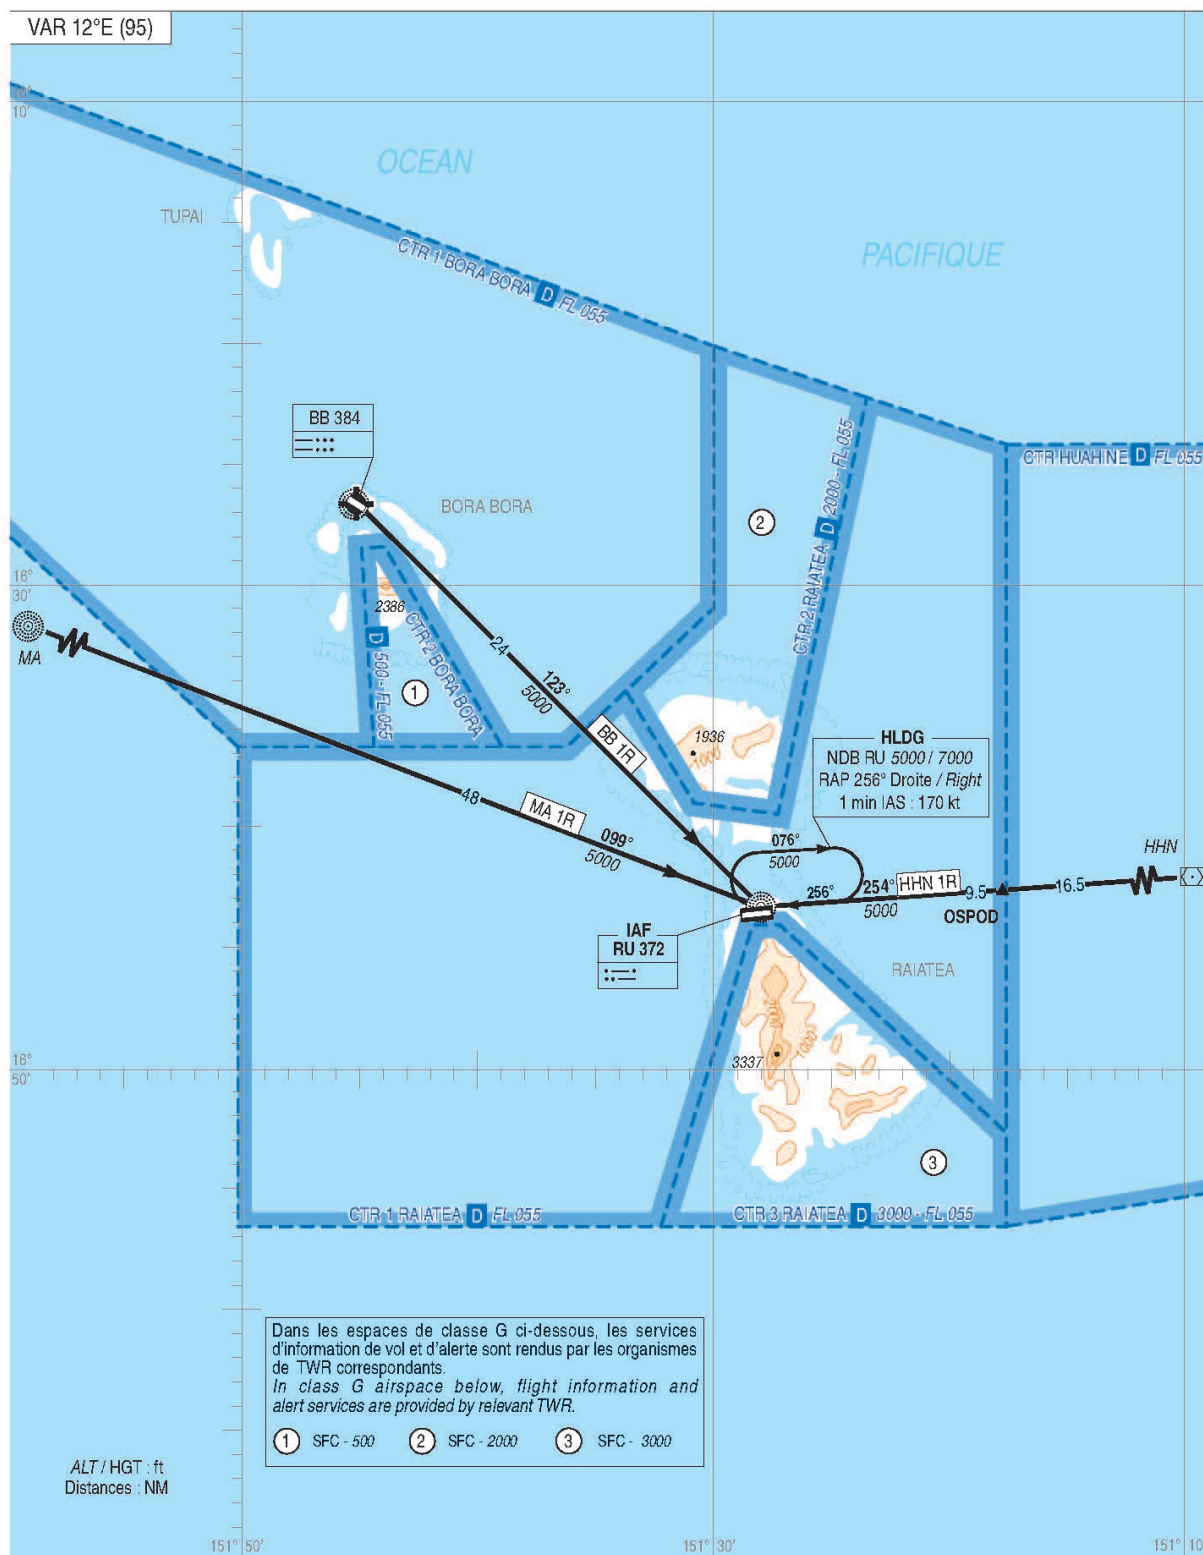 VAR 12°E (95)
10'
OCEAN
TUPAI
PACIFIQUE
CTR 1 BORA BORA D FL 055
BB 384
BORA BORA
2
CTR HUAHINE D FL 055
CTR 2 RAIATEA D 2000 - FL 055
16°
30'
2386
MA
D 500 - FL 055
CTR 2 BORA BORA
1
24
123°
5000
BB 1R
1936
1000
HLDG
NDB RU 5000 / 7000
RAP 256° Droite / Right
1 min IAS : 170 kt
48
MA 1R
099°
5000
076°
5000
HHN
256°
254°
HHN 1R
9.5
16.5
5000
OSPOD
IAF
RU 372
RAIATEA
2000
1000
3337
16°
50'
3
CTR 1 RAIATEA D FL 055
CTR 3 RAIATEA D 3000 - FL 055
Dans les espaces de classe G ci-dessous, les services
d'information de vol et d'alerte sont rendus par les organismes
de TWR correspondants.
In class G airspace below, flight information and
alert services are provided by relevant TWR.
1 SFC - 500 2 SFC - 2000 3 SFC - 3000
ALT / HGT : ft
Distances : NM
151° 50' 151° 30' 151° 10'